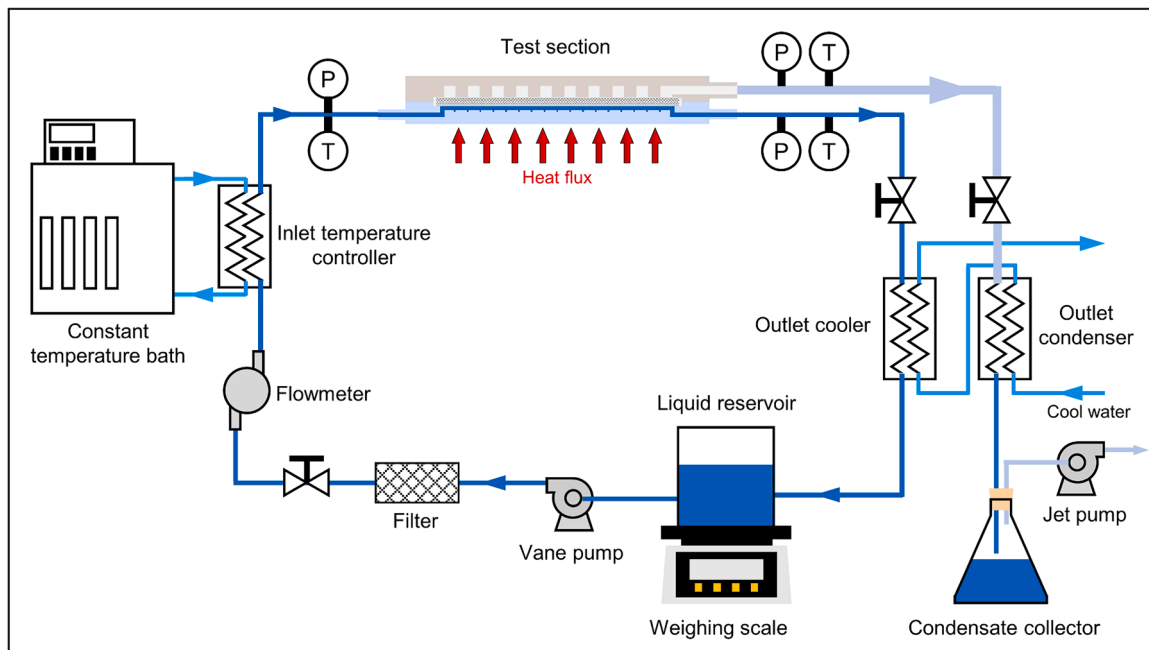 Test section
P
P
T
T
P
T
Heat flux
Inlet temperature
controller
Constant
temperature bath
Outlet cooler
Outlet
condenser
Flowmeter
Liquid reservoir
Cool water
Filter
Vane pump
Jet pump
Weighing scale
Condensate collector